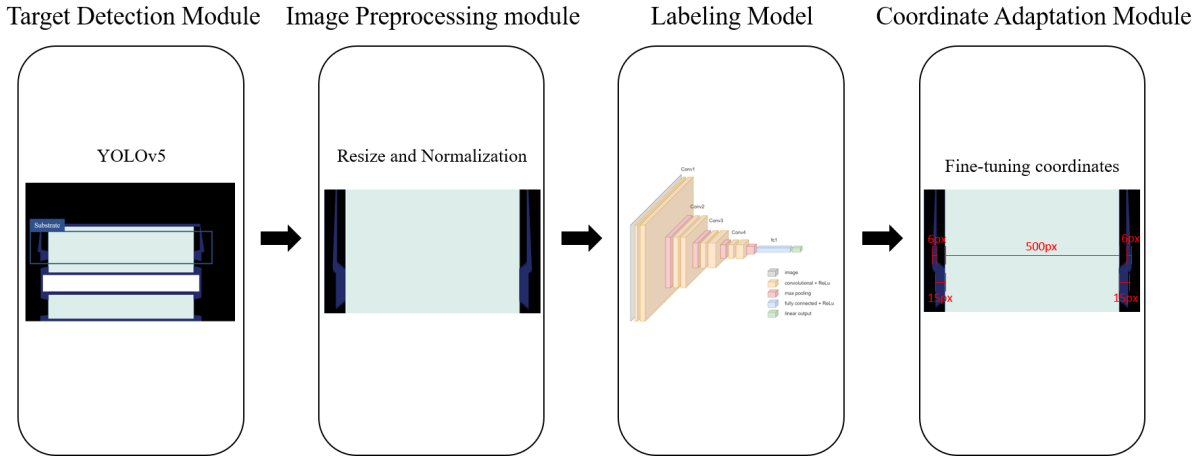 Target Detection Module
Image Preprocessing module
Labeling Model
Coordinate Adaptation Module
YOLOv5
Substrate
Resize and Normalization
Conv1
Conv2
Conv3
Conv4
fc1
image
convolutional + ReLu
max pooling
fully connected + ReLu
linear output
Fine-tuning coordinates
6px
500px
6px
15px
15px